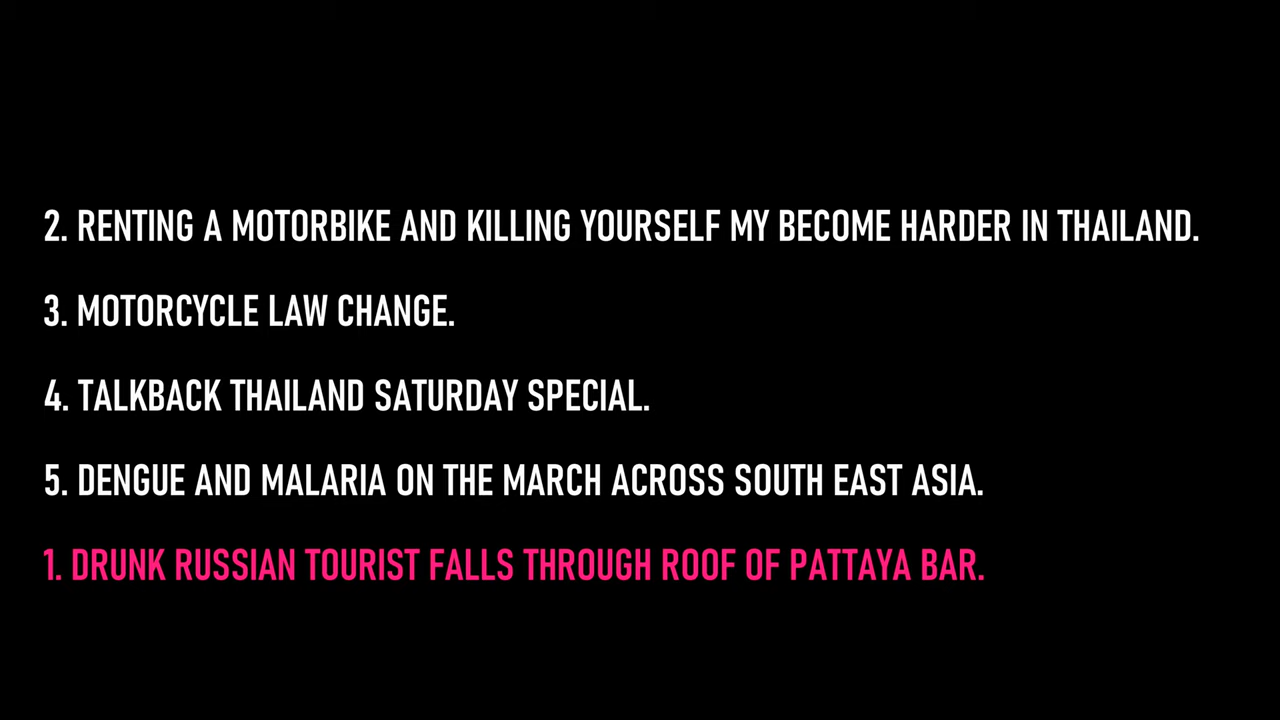 2. RENTING A MOTORBIKE AND KILLING YOURSELF MY BECOME HARDER IN THAILAND.
3. MOTORCYCLE LAW CHANGE.
4. TALKBACK THAILAND SATURDAY SPECIAL.
5. DENGUE AND MALARIA ON THE MARCH ACROSS SOUTH EAST ASIA.
1. DRUNK RUSSIAN TOURIST FALLS THROUGH ROOF OF PATTAYA BAR.